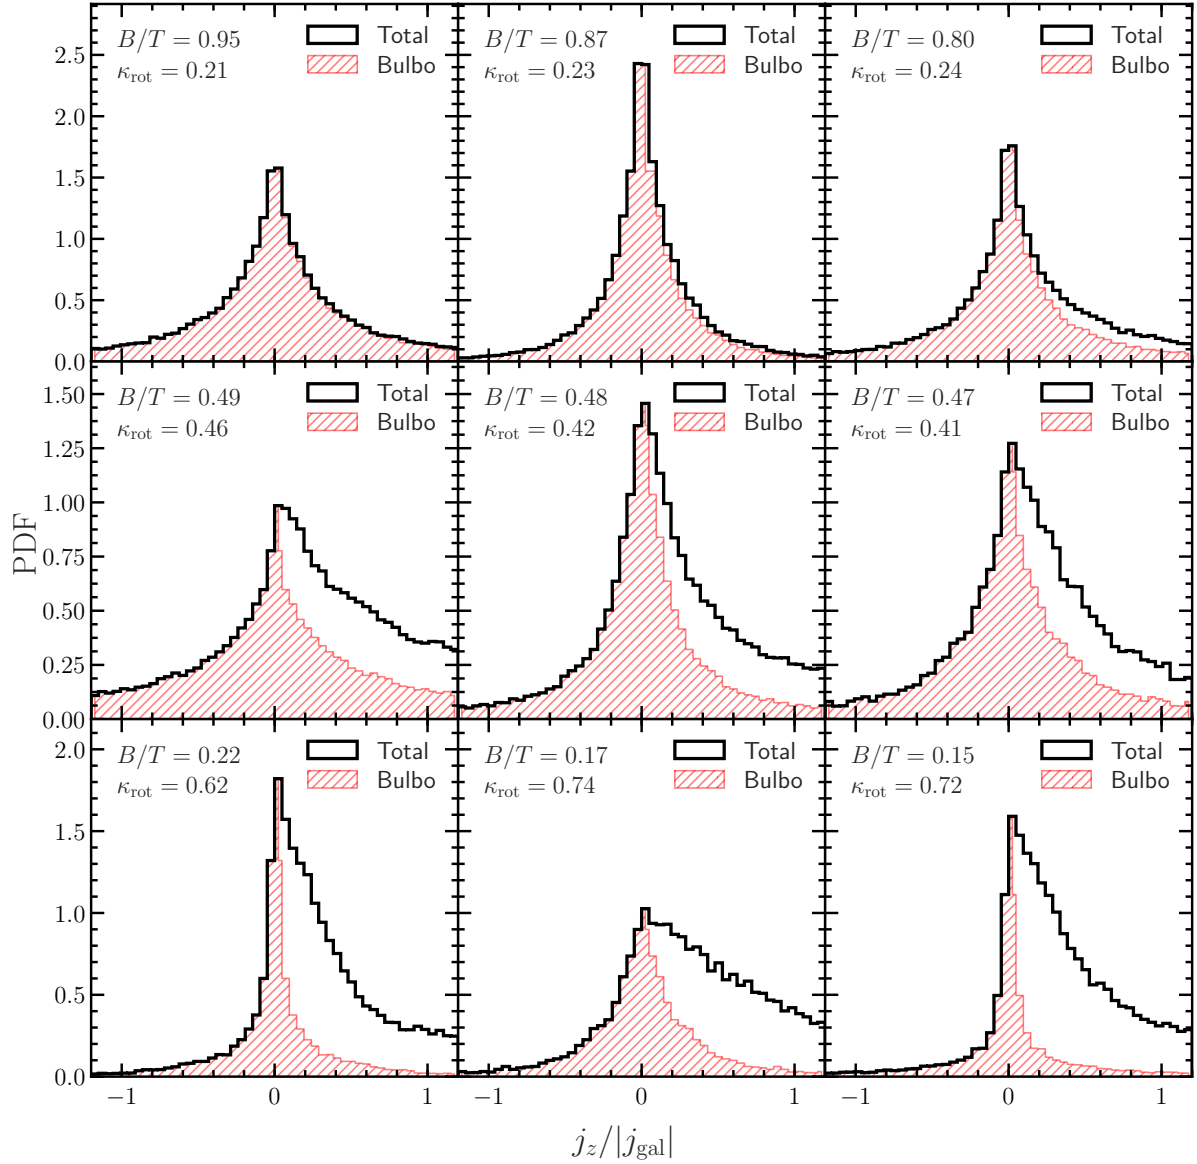 B/T = 0.95
κrot = 0.21
Total
Bulbo
B/T = 0.87
κrot = 0.23
Total
Bulbo
B/T = 0.80
κrot = 0.24
Total
Bulbo
2.5
2.0
1.5
1.0
0.5
0.0
B/T = 0.49
κrot = 0.46
Total
Bulbo
B/T = 0.48
κrot = 0.42
Total
Bulbo
B/T = 0.47
κrot = 0.41
Total
Bulbo
1.50
1.25
1.00
0.75
0.50
0.25
0.00
PDF
B/T = 0.22
κrot = 0.62
Total
Bulbo
B/T = 0.17
κrot = 0.74
Total
Bulbo
B/T = 0.15
κrot = 0.72
Total
Bulbo
2.0
1.5
1.0
0.5
0.0
−1 0 1 −1 0 1 −1 0 1
jz/|jgal|